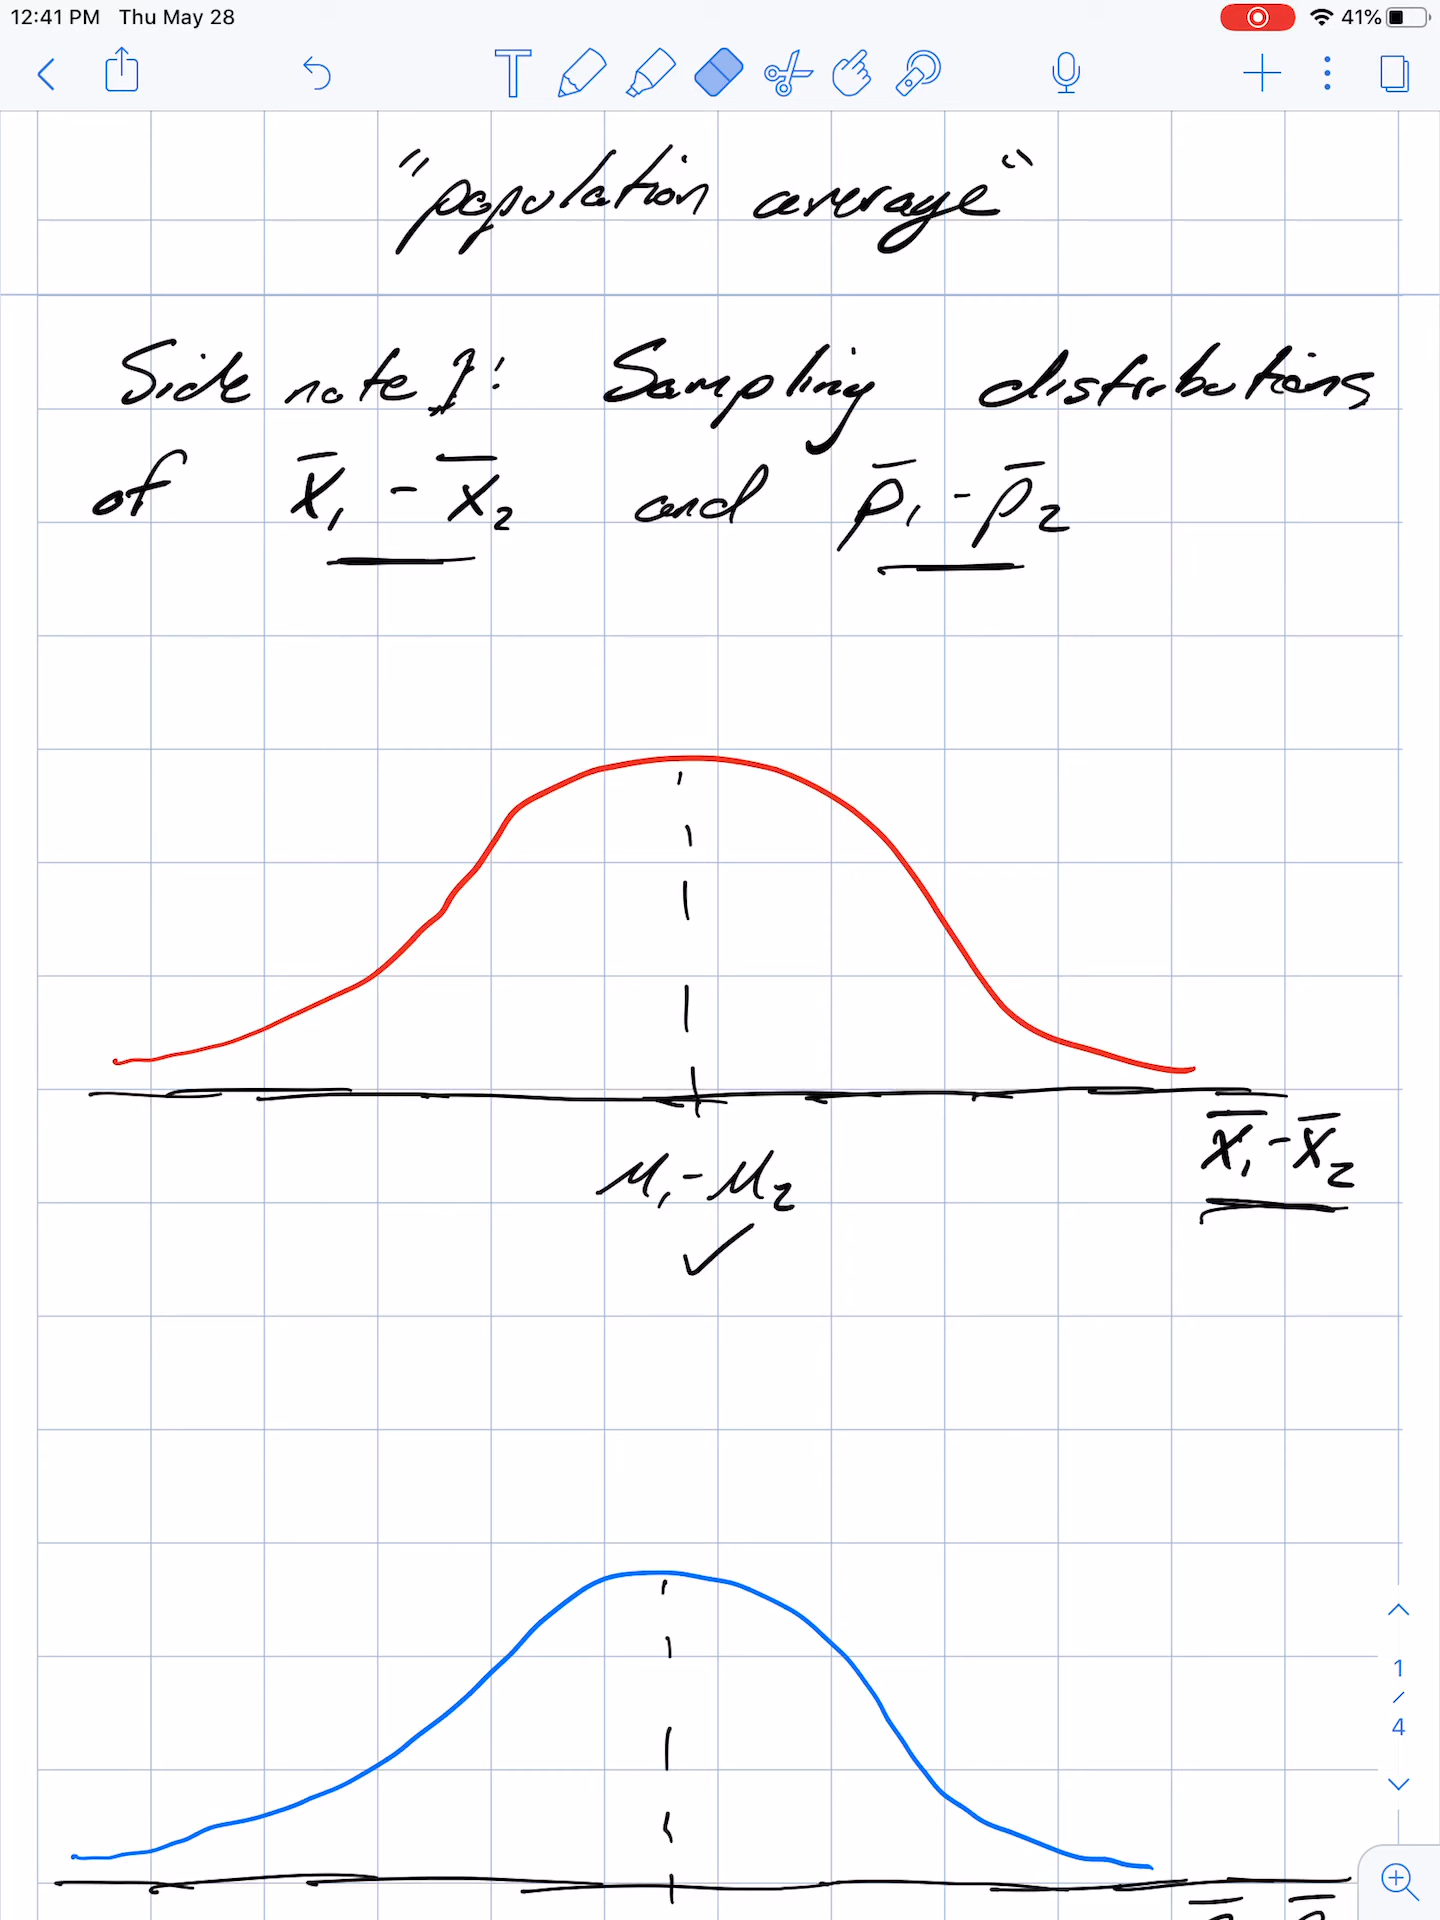 12:41 PM Thu May 28 41%
T
"population average"
Side note 1: Sampling distributions
of x̄₁ - x̄₂ and p̄₁ - p̄₂
x̄₁ - x̄₂
μ₁ - μ₂
1
/
4